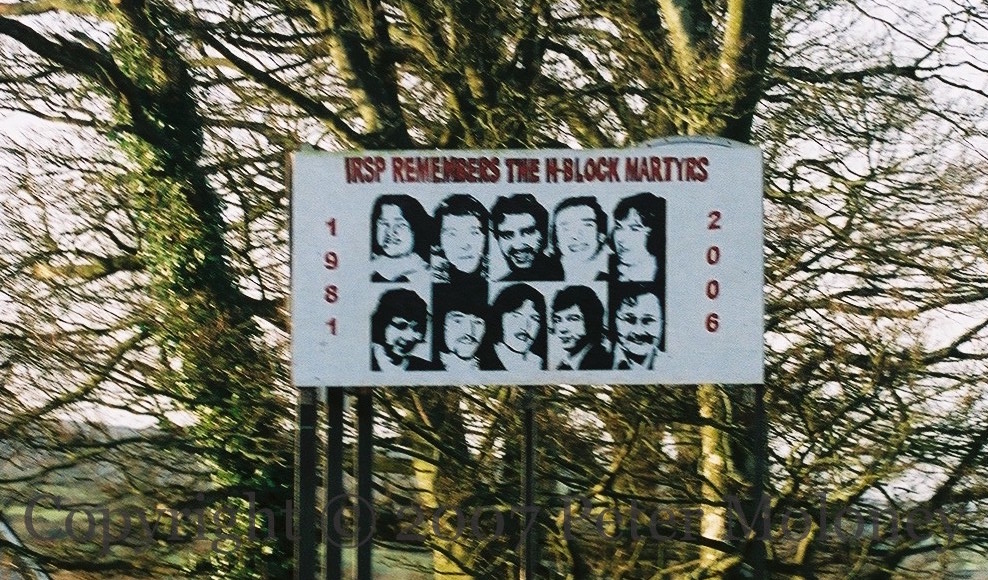 IRSP REMEMBERS THE H-BLOCK MARTYRS
1981
2006
Copyright © 2007 Peter Moloney